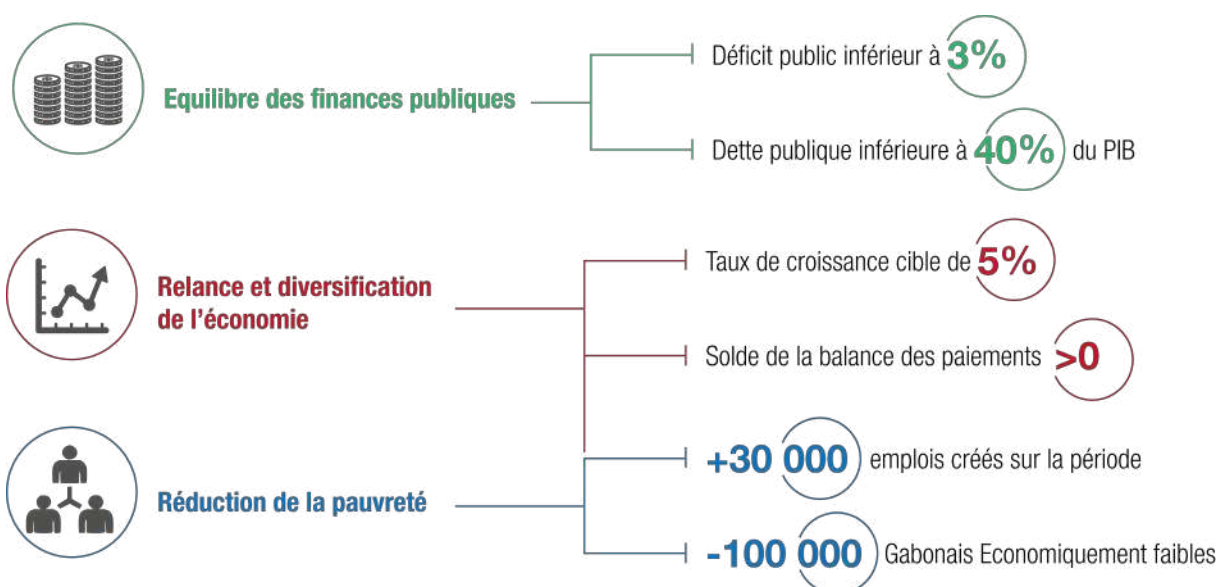 Equilibre des finances publiques
Déficit public inférieur à 3%
Dette publique inférieure à 40% du PIB
Relance et diversification
de l'économie
Taux de croissance cible de 5%
Solde de la balance des paiements >0
Réduction de la pauvreté
+30 000 emplois créés sur la période
-100 000 Gabonais Economiquement faibles